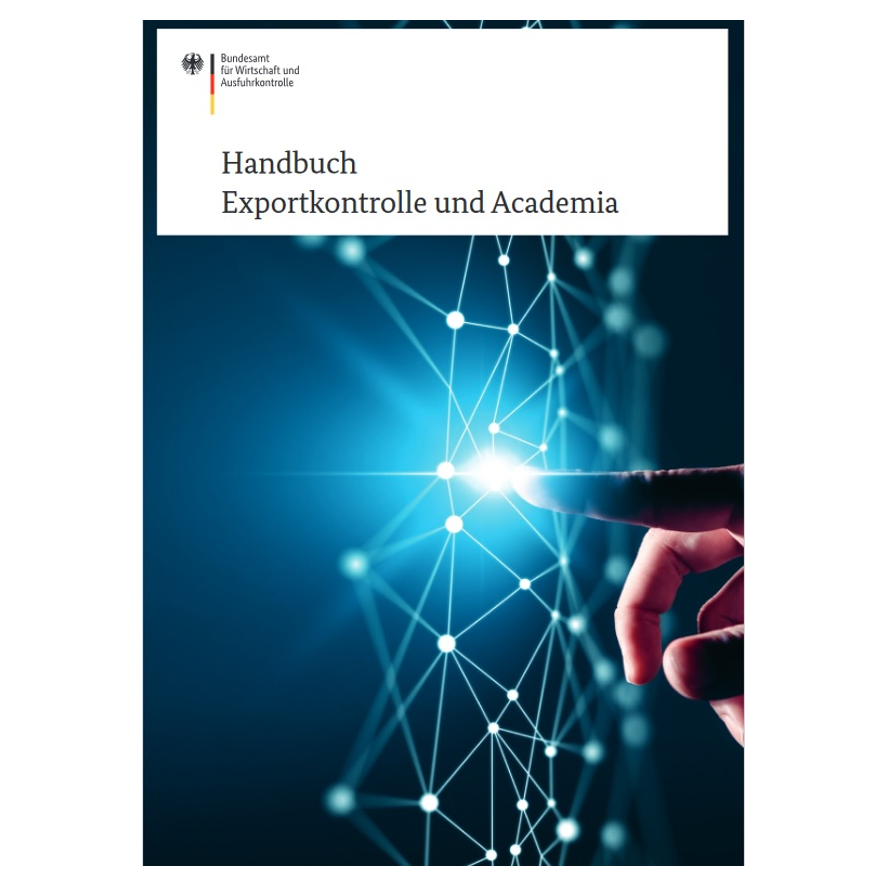 Bundesamt
für Wirtschaft und
Ausfuhrkontrolle
Handbuch
Exportkontrolle und Academia